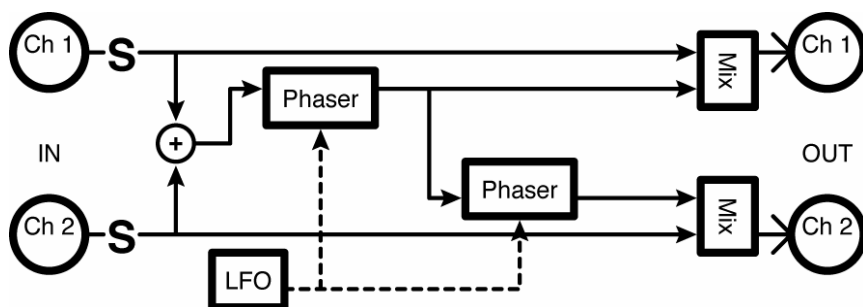 Ch 1
S
Phaser
Mix
Ch 1
IN
+
OUT
Phaser
Mix
Ch 2
S
Ch 2
LFO